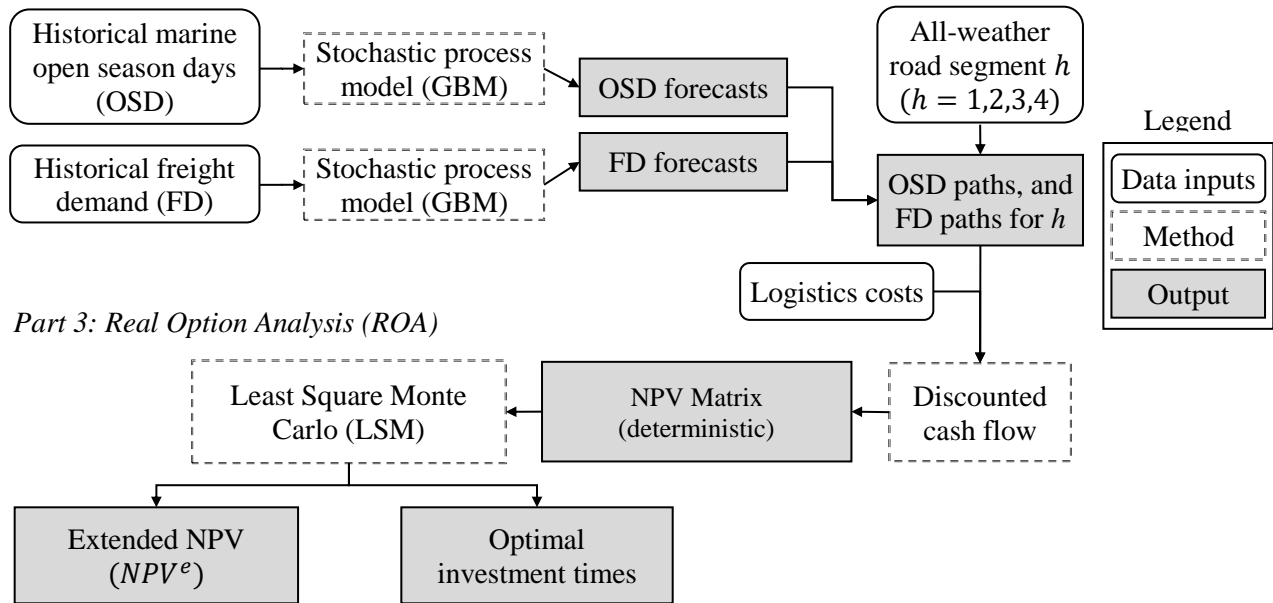 Historical marine
open season days
(OSD)
Stochastic process
model (GBM)
OSD forecasts
All-weather
road segment h
(h = 1,2,3,4)
Historical freight
demand (FD)
Stochastic process
model (GBM)
FD forecasts
OSD paths, and
FD paths for h
Legend
Data inputs
Method
Output
Logistics costs
Part 3: Real Option Analysis (ROA)
Least Square Monte
Carlo (LSM)
NPV Matrix
(deterministic)
Discounted
cash flow
Extended NPV
(NPVᵉ)
Optimal
investment times